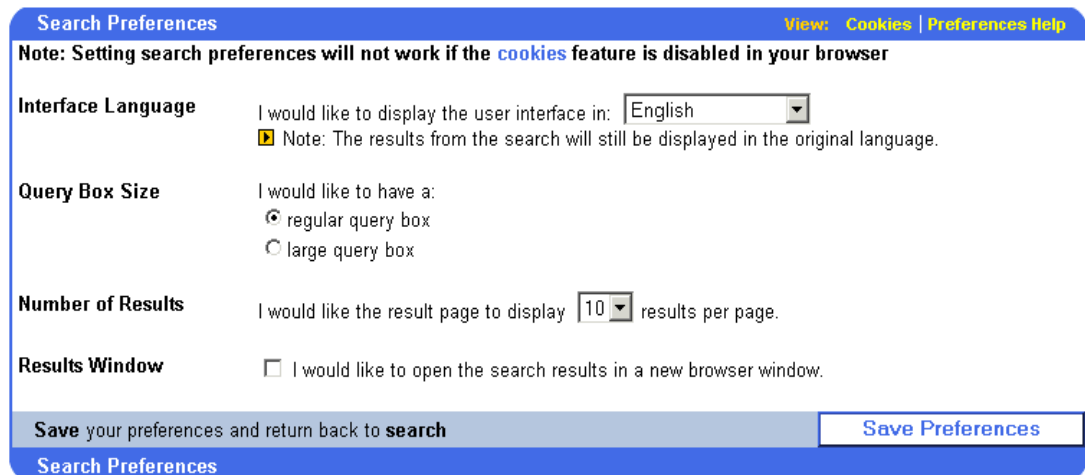 Search Preferences View: Cookies | Preferences Help
Note: Setting search preferences will not work if the cookies feature is disabled in your browser
Interface Language I would like to display the user interface in: English
Note: The results from the search will still be displayed in the original language.
Query Box Size I would like to have a:
regular query box
large query box
Number of Results I would like the result page to display 10 results per page.
Results Window I would like to open the search results in a new browser window.
Save your preferences and return back to search Save Preferences
Search Preferences